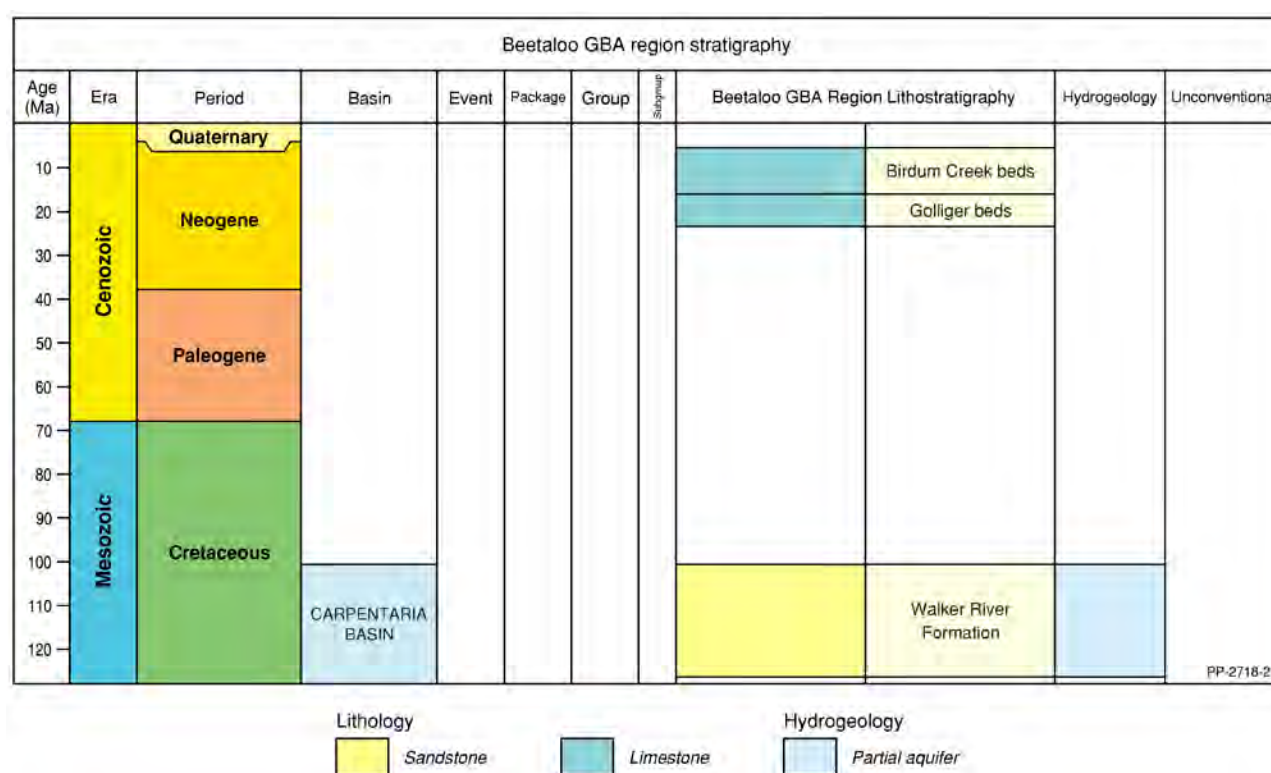 Beetaloo GBA region stratigraphy
Age
(Ma)
Era
Period
Basin
Event
Package
Group
Subgroup
Beetaloo GBA Region Lithostratigraphy
Hydrogeology
Unconventiona
10
20
30
40
50
60
70
80
90
100
110
120
Cenozoic
Mesozoic
Quaternary
Neogene
Paleogene
Cretaceous
CARPENTARIA
BASIN
Birdum Creek beds
Golliger beds
Walker River
Formation
PP-2718-2
Lithology
Sandstone
Limestone
Hydrogeology
Partial aquifer